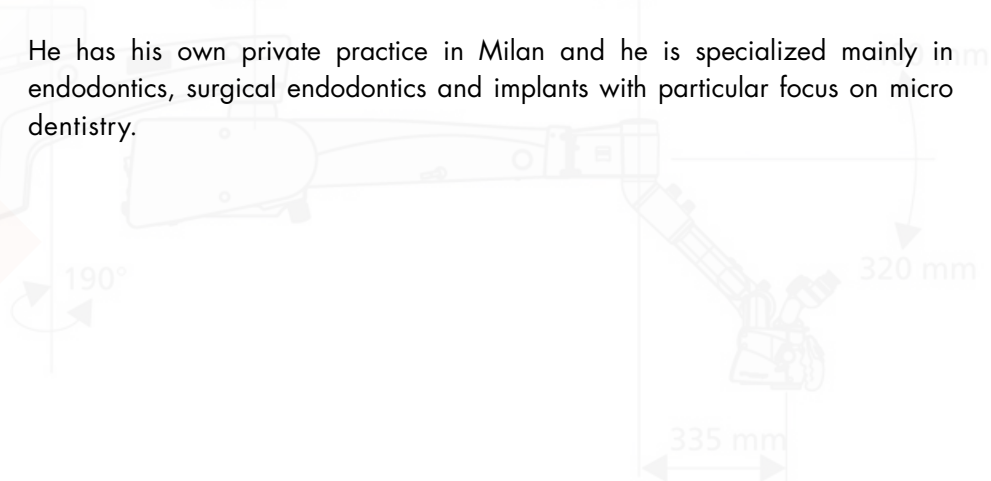 He has his own private practice in Milan and he is specialized mainly in
endodontics, surgical endodontics and implants with particular focus on micro
dentistry.
mm
190°
320 mm
335 mm